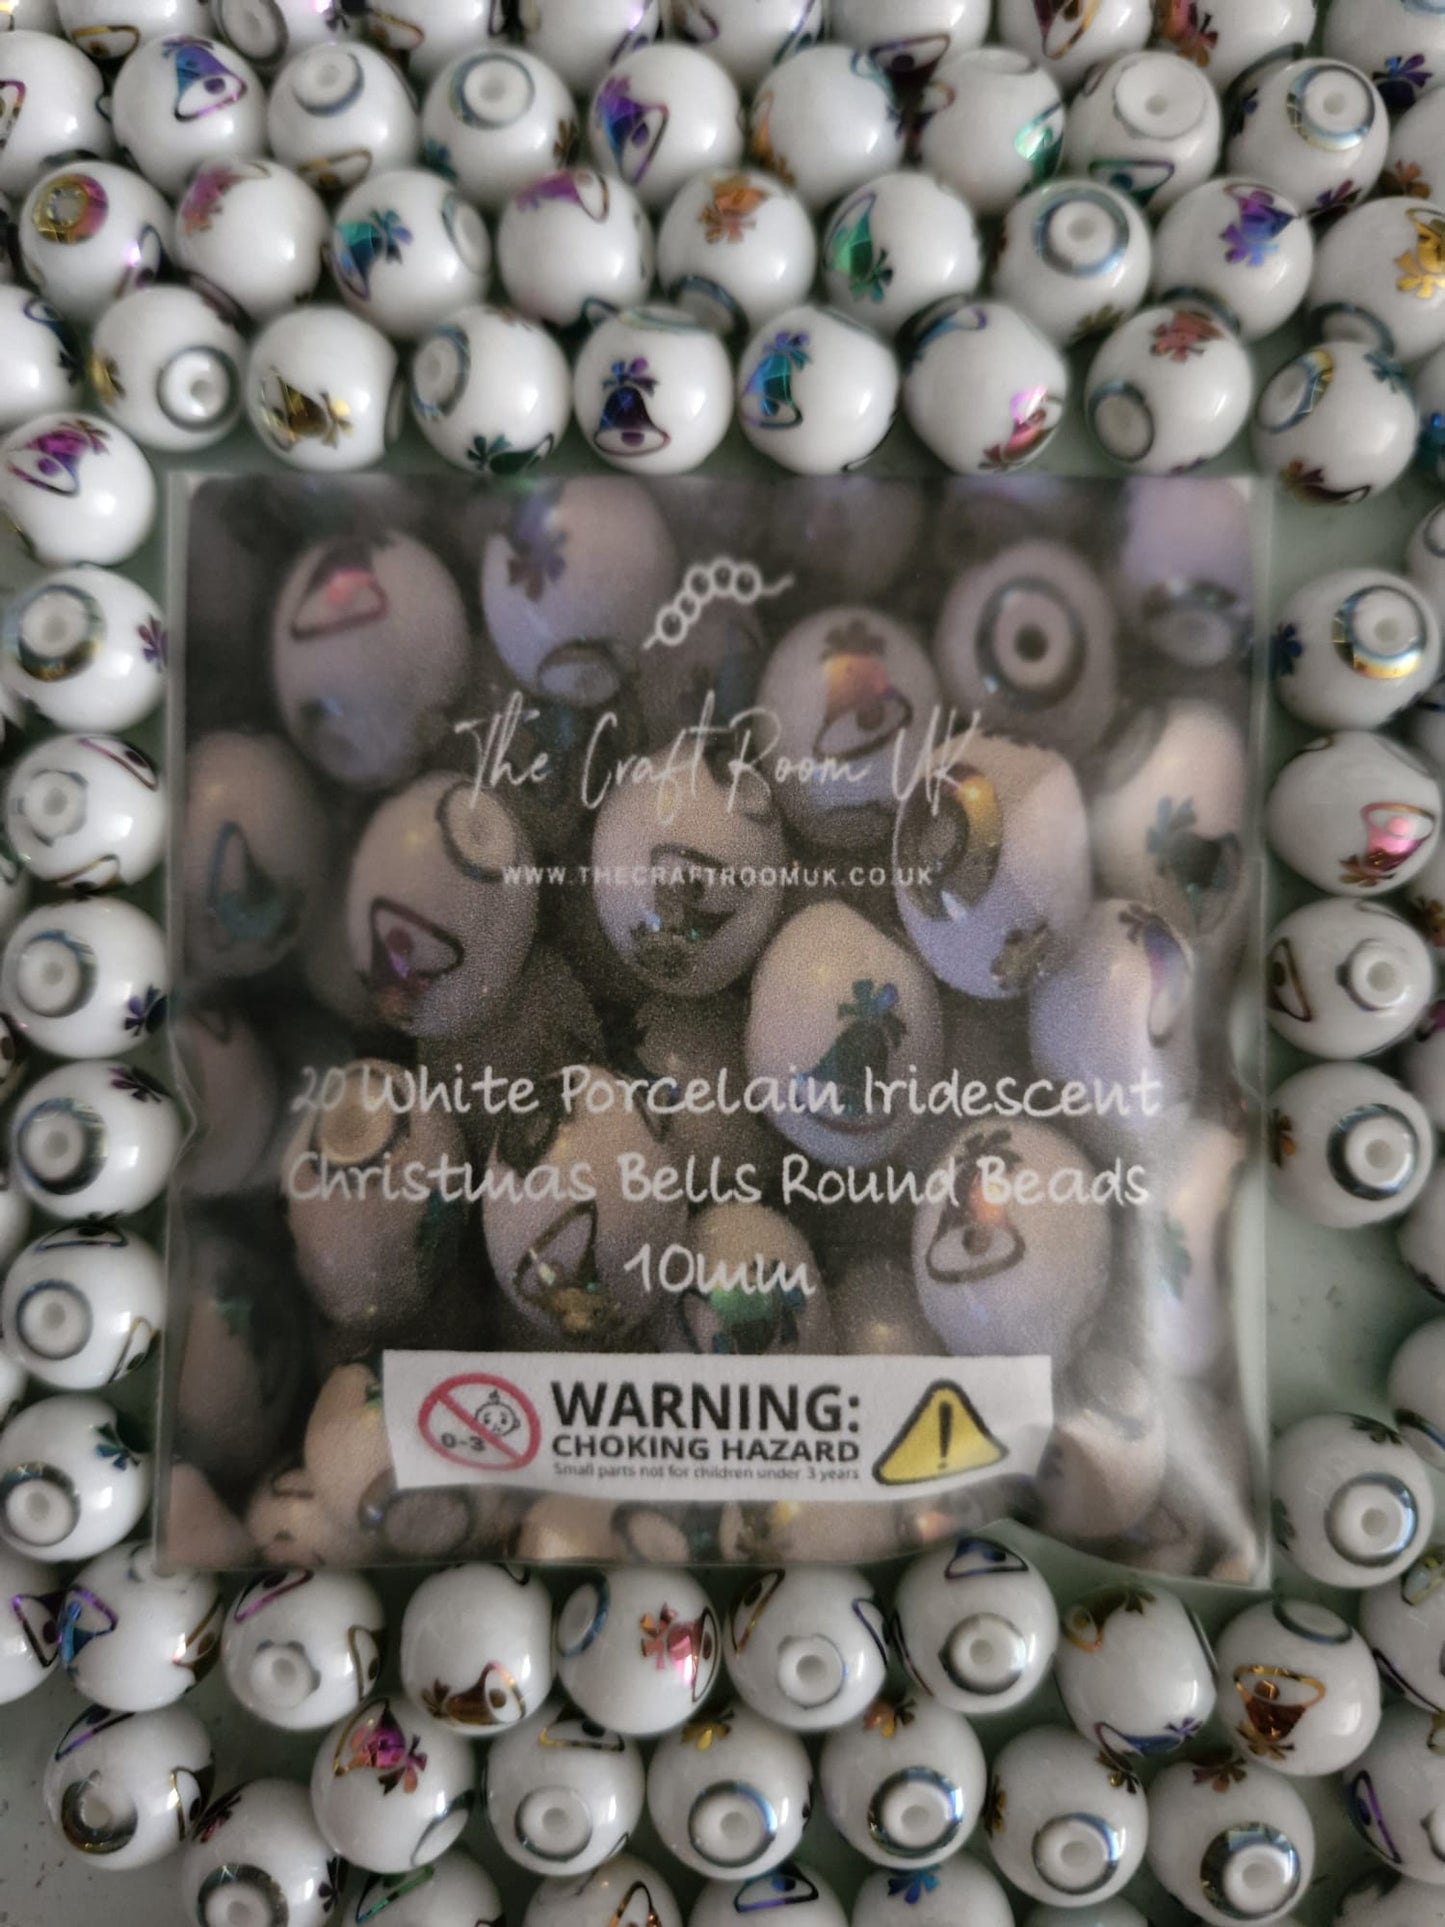 The Craft Room UK
WWW.THECRAFTROOMUK.CO.UK
20 White Porcelain Iridescent
Christmas Bells Round Beads
10mm
0-3
WARNING:
CHOKING HAZARD
Small parts not for children under 3 years